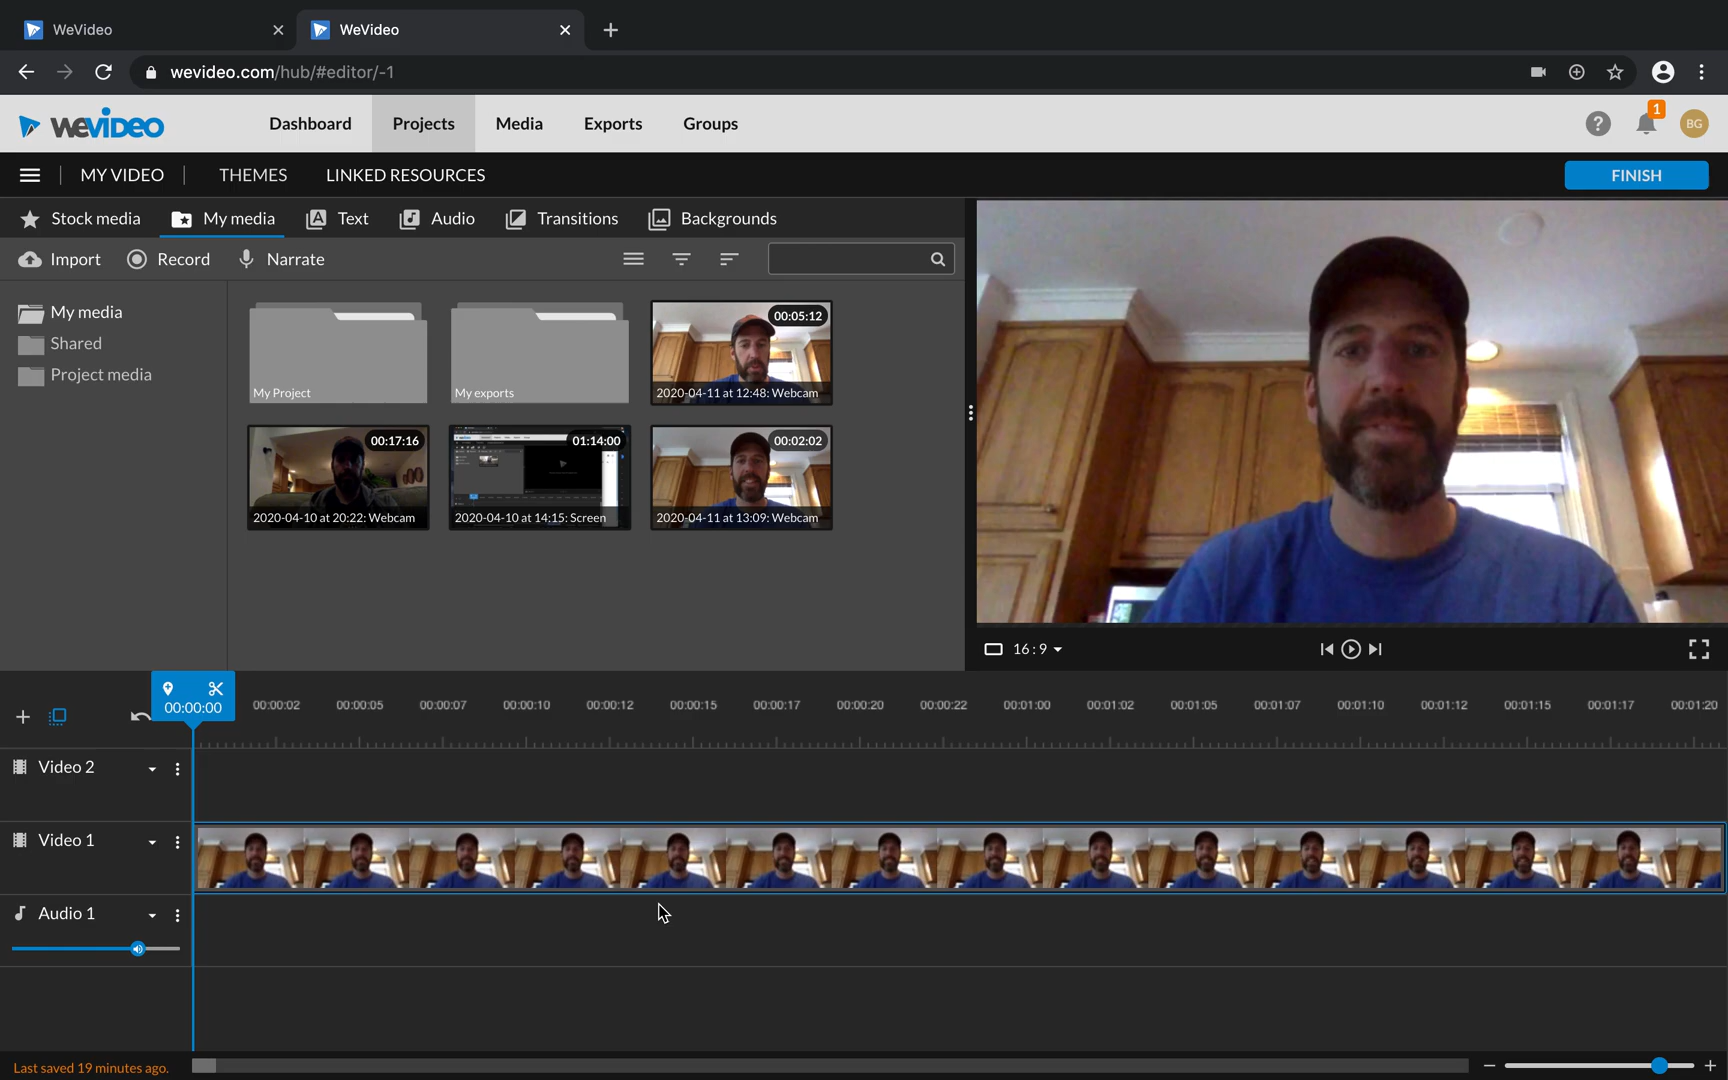 WeVideo
WeVideo
wevideo.com/hub/#editor/-1
WEVIDEO
Dashboard
Projects
Media
Exports
Groups
1
BG
MY VIDEO
THEMES
LINKED RESOURCES
FINISH
Stock media
My media
Text
Audio
Transitions
Backgrounds
Import
Record
Narrate
My media
Shared
Project media
My Project
My exports
00:05:12
2020-04-11 at 12:48: Webcam
00:17:16
2020-04-10 at 20:22: Webcam
01:14:00
2020-04-10 at 14:15: Screen
00:02:02
2020-04-11 at 13:09: Webcam
16:9
00:00:00
00:00:02
00:00:05
00:00:07
00:00:10
00:00:12
00:00:15
00:00:17
00:00:20
00:00:22
00:01:00
00:01:02
00:01:05
00:01:07
00:01:10
00:01:12
00:01:15
00:01:17
00:01:20
Video 2
Video 1
Audio 1
Last saved 19 minutes ago.